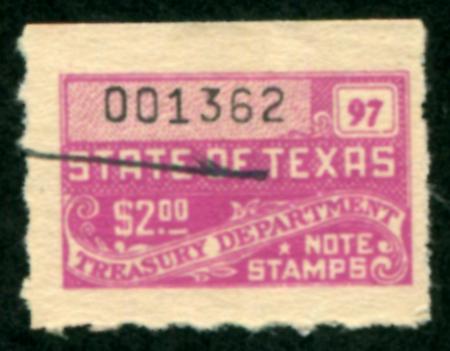 001362 97
STATE OF TEXAS
$2.00
TREASURY DEPARTMENT
NOTE
STAMPS